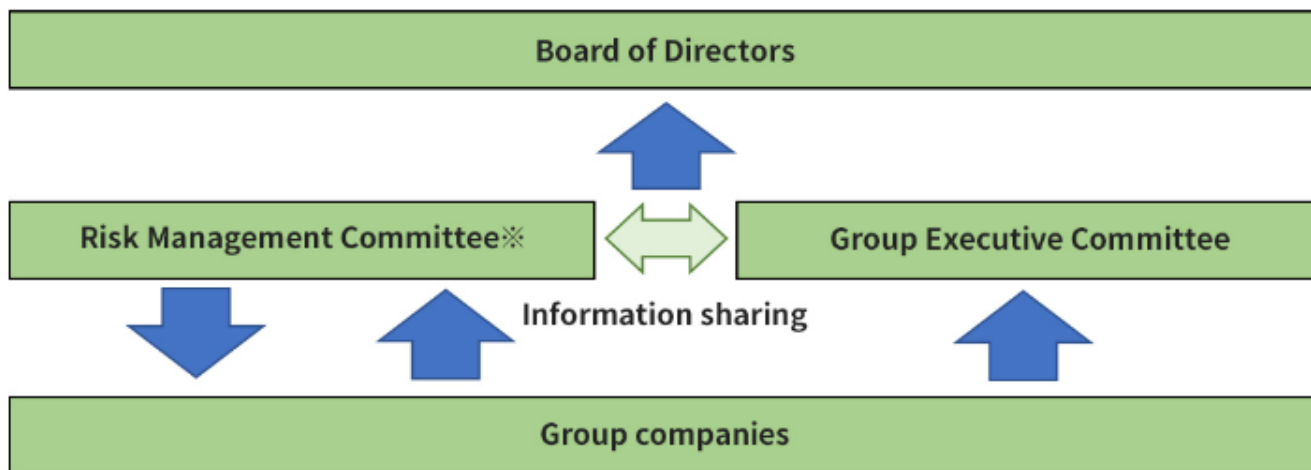 Board of Directors
Risk Management Committee※
Group Executive Committee
Information sharing
Group companies